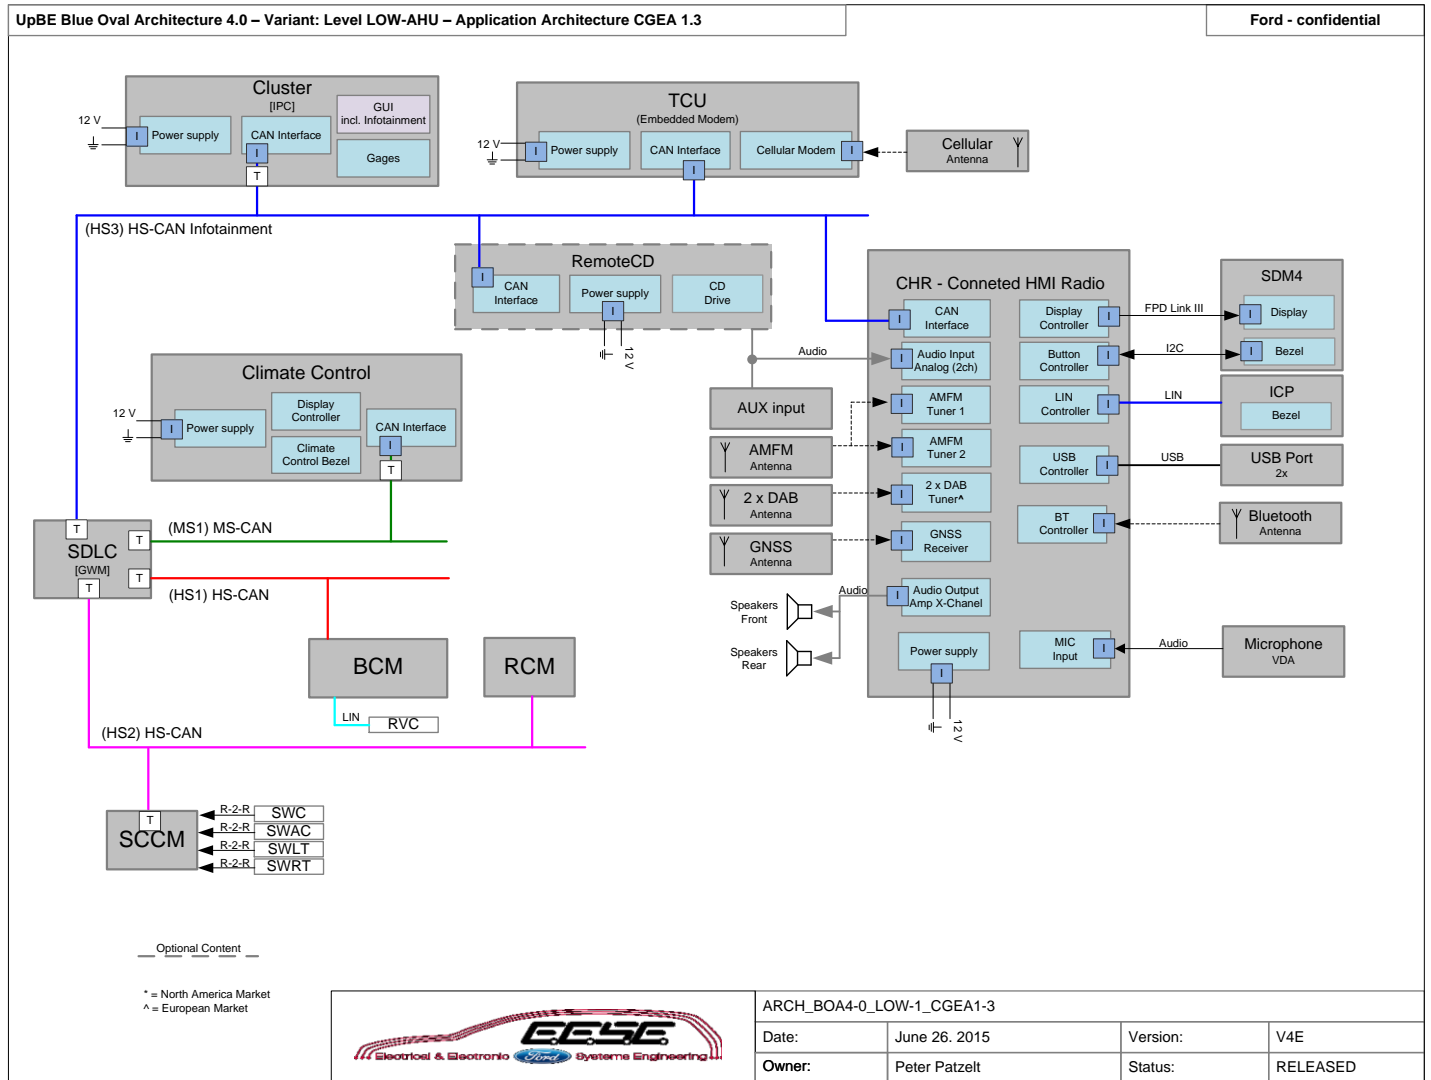 UpBE Blue Oval Architecture 4.0 – Variant: Level LOW-AHU – Application Architecture CGEA 1.3
Ford - confidential
Cluster
[IPC]
GUI
incl. Infotainment
12 V
I
Power supply
CAN Interface
I
Gages
T
TCU
(Embedded Modem)
12 V
I
Power supply
CAN Interface
I
Cellular Modem
I
Cellular
Antenna
(HS3) HS-CAN Infotainment
RemoteCD
I
CAN
Interface
Power supply
I
12 V
CD
Drive
CHR - Conneted HMI Radio
I
CAN
Interface
Audio
I
Audio Input
Analog (2ch)
I
AMFM
Tuner 1
I
AMFM
Tuner 2
I
2 x DAB
Tuner^
I
GNSS
Receiver
Audio
I
Audio Output
Amp X-Chanel
Power supply
I
12 V
Display
Controller
I
Button
Controller
I
LIN
Controller
I
USB
Controller
I
BT
Controller
I
MIC
Input
I
FPD Link III
I2C
LIN
USB
Audio
SDM4
I
Display
I
Bezel
ICP
Bezel
USB Port
2x
Bluetooth
Antenna
Microphone
VDA
AUX input
AMFM
Antenna
2 x DAB
Antenna
GNSS
Antenna
Speakers
Front
Speakers
Rear
Climate Control
12 V
I
Power supply
Display
Controller
Climate
Control Bezel
CAN Interface
I
T
(MS1) MS-CAN
T
SDLC
[GWM]
T
T
T
(HS1) HS-CAN
BCM
LIN
RVC
RCM
(HS2) HS-CAN
T
SCCM
R-2-R
SWC
R-2-R
SWAC
R-2-R
SWLT
R-2-R
SWRT
Optional Content
* = North America Market
^ = European Market
EESE
Electrical & Electronic Ford Systems Engineering
ARCH_BOA4-0_LOW-1_CGEA1-3
Date:
June 26. 2015
Version:
V4E
Owner:
Peter Patzelt
Status:
RELEASED